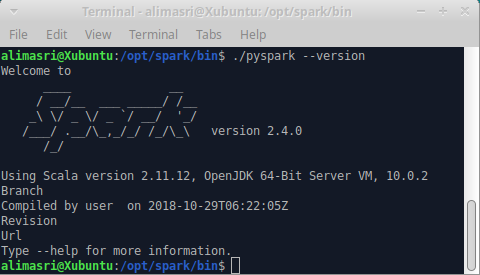 Terminal - alimasri@Xubuntu: /opt/spark/bin
File Edit View Terminal Tabs Help
alimasri@Xubuntu:/opt/spark/bin$ ./pyspark --version
Welcome to
      ____              __
     / __/__  ___ _____/ /__
    _\ \/ _ \/ _ `/ __/  '_/
   /___/ .__/\_,_/_/ /_/\_\   version 2.4.0
      /_/
Using Scala version 2.11.12, OpenJDK 64-Bit Server VM, 10.0.2
Branch
Compiled by user  on 2018-10-29T06:22:05Z
Revision
Url
Type --help for more information.
alimasri@Xubuntu:/opt/spark/bin$